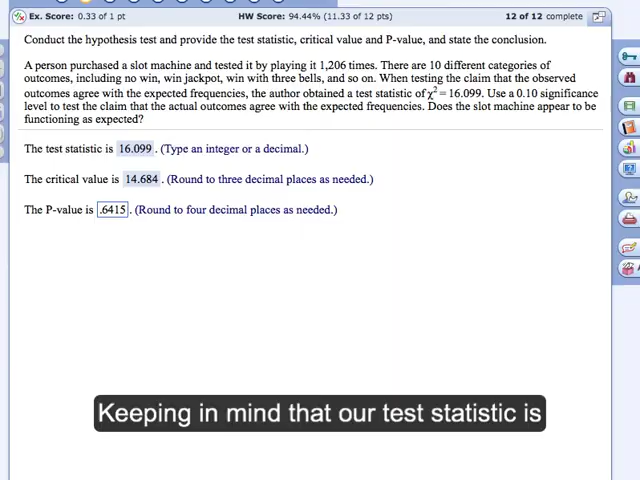 Ex. Score: 0.33 of 1 pt
HW Score: 94.44% (11.33 of 12 pts)
12 of 12 complete
Conduct the hypothesis test and provide the test statistic, critical value and P-value, and state the conclusion.
A person purchased a slot machine and tested it by playing it 1,206 times. There are 10 different categories of
outcomes, including no win, win jackpot, win with three bells, and so on. When testing the claim that the observed
outcomes agree with the expected frequencies, the author obtained a test statistic of χ² = 16.099. Use a 0.10 significance
level to test the claim that the actual outcomes agree with the expected frequencies. Does the slot machine appear to be
functioning as expected?
The test statistic is 16.099 . (Type an integer or a decimal.)
The critical value is 14.684 . (Round to three decimal places as needed.)
The P-value is .6415 . (Round to four decimal places as needed.)
Keeping in mind that our test statistic is